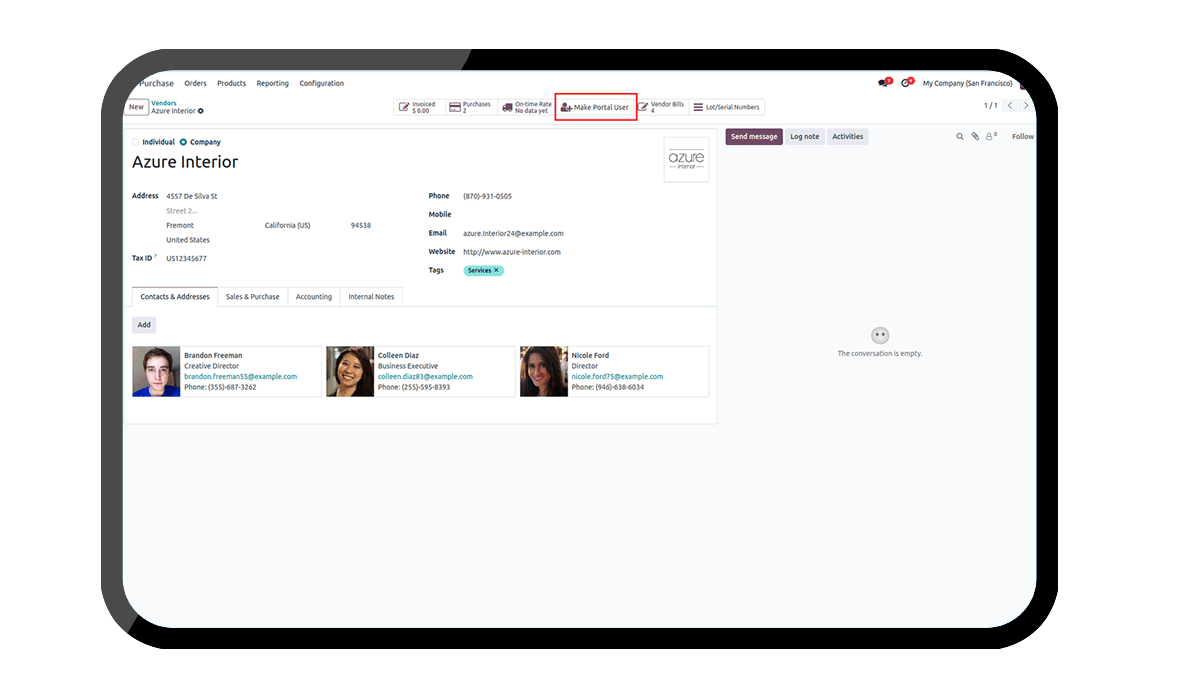 Purchase Orders Products Reporting Configuration
2 4 My Company (San Francisco)
New Vendors
Azure Interior
Invoiced
$ 0.00
Purchases
2
On-time Rate
No data yet
Make Portal User
Vendor Bills
4
Lot/Serial Numbers
1 / 1
Send message Log note Activities
0 Follow
Individual Company
Azure Interior
azure
interior
Address 4557 De Silva St
Street 2...
Fremont California (US) 94538
United States
Tax ID ? US12345677
Phone (870)-931-0505
Mobile
Email azure.Interior24@example.com
Website http://www.azure-interior.com
Tags Services ✕
Contacts & Addresses Sales & Purchase Accounting Internal Notes
Add
Brandon Freeman
Creative Director
brandon.freeman55@example.com
Phone: (355)-687-3262
Colleen Diaz
Business Executive
colleen.diaz83@example.com
Phone: (255)-595-8393
Nicole Ford
Director
nicole.ford75@example.com
Phone: (946)-638-6034
The conversation is empty.